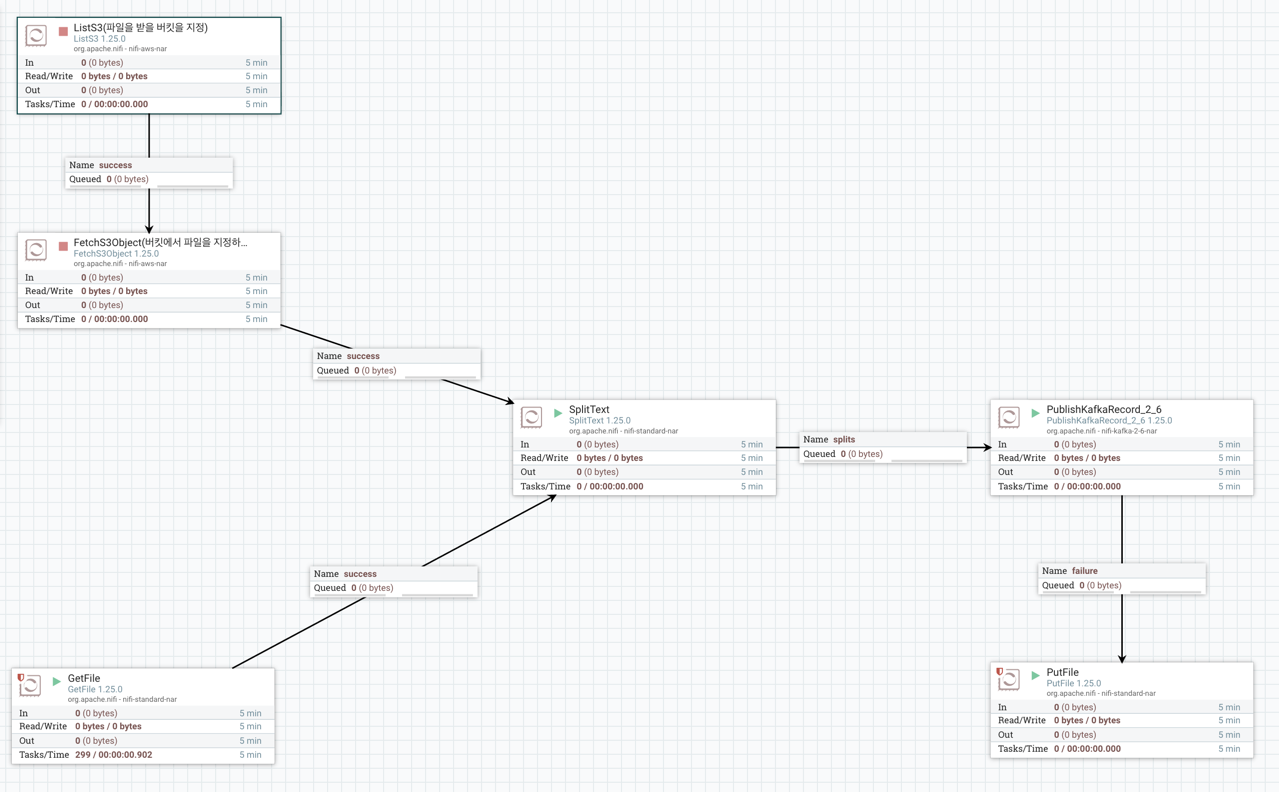 ListS3(파일을 받을 버킷을 지정)
ListS3 1.25.0
org.apache.nifi - nifi-aws-nar
In 0 (0 bytes) 5 min
Read/Write 0 bytes / 0 bytes 5 min
Out 0 (0 bytes) 5 min
Tasks/Time 0 / 00:00:00.000 5 min
Name success
Queued 0 (0 bytes)
FetchS3Object(버킷에서 파일을 지정하...
FetchS3Object 1.25.0
org.apache.nifi - nifi-aws-nar
In 0 (0 bytes) 5 min
Read/Write 0 bytes / 0 bytes 5 min
Out 0 (0 bytes) 5 min
Tasks/Time 0 / 00:00:00.000 5 min
Name success
Queued 0 (0 bytes)
SplitText
SplitText 1.25.0
org.apache.nifi - nifi-standard-nar
In 0 (0 bytes) 5 min
Read/Write 0 bytes / 0 bytes 5 min
Out 0 (0 bytes) 5 min
Tasks/Time 0 / 00:00:00.000 5 min
Name splits
Queued 0 (0 bytes)
PublishKafkaRecord_2_6
PublishKafkaRecord_2_6 1.25.0
org.apache.nifi - nifi-kafka-2-6-nar
In 0 (0 bytes) 5 min
Read/Write 0 bytes / 0 bytes 5 min
Out 0 (0 bytes) 5 min
Tasks/Time 0 / 00:00:00.000 5 min
Name success
Queued 0 (0 bytes)
Name failure
Queued 0 (0 bytes)
GetFile
GetFile 1.25.0
org.apache.nifi - nifi-standard-nar
In 0 (0 bytes) 5 min
Read/Write 0 bytes / 0 bytes 5 min
Out 0 (0 bytes) 5 min
Tasks/Time 299 / 00:00:00.902 5 min
PutFile
PutFile 1.25.0
org.apache.nifi - nifi-standard-nar
In 0 (0 bytes) 5 min
Read/Write 0 bytes / 0 bytes 5 min
Out 0 (0 bytes) 5 min
Tasks/Time 0 / 00:00:00.000 5 min